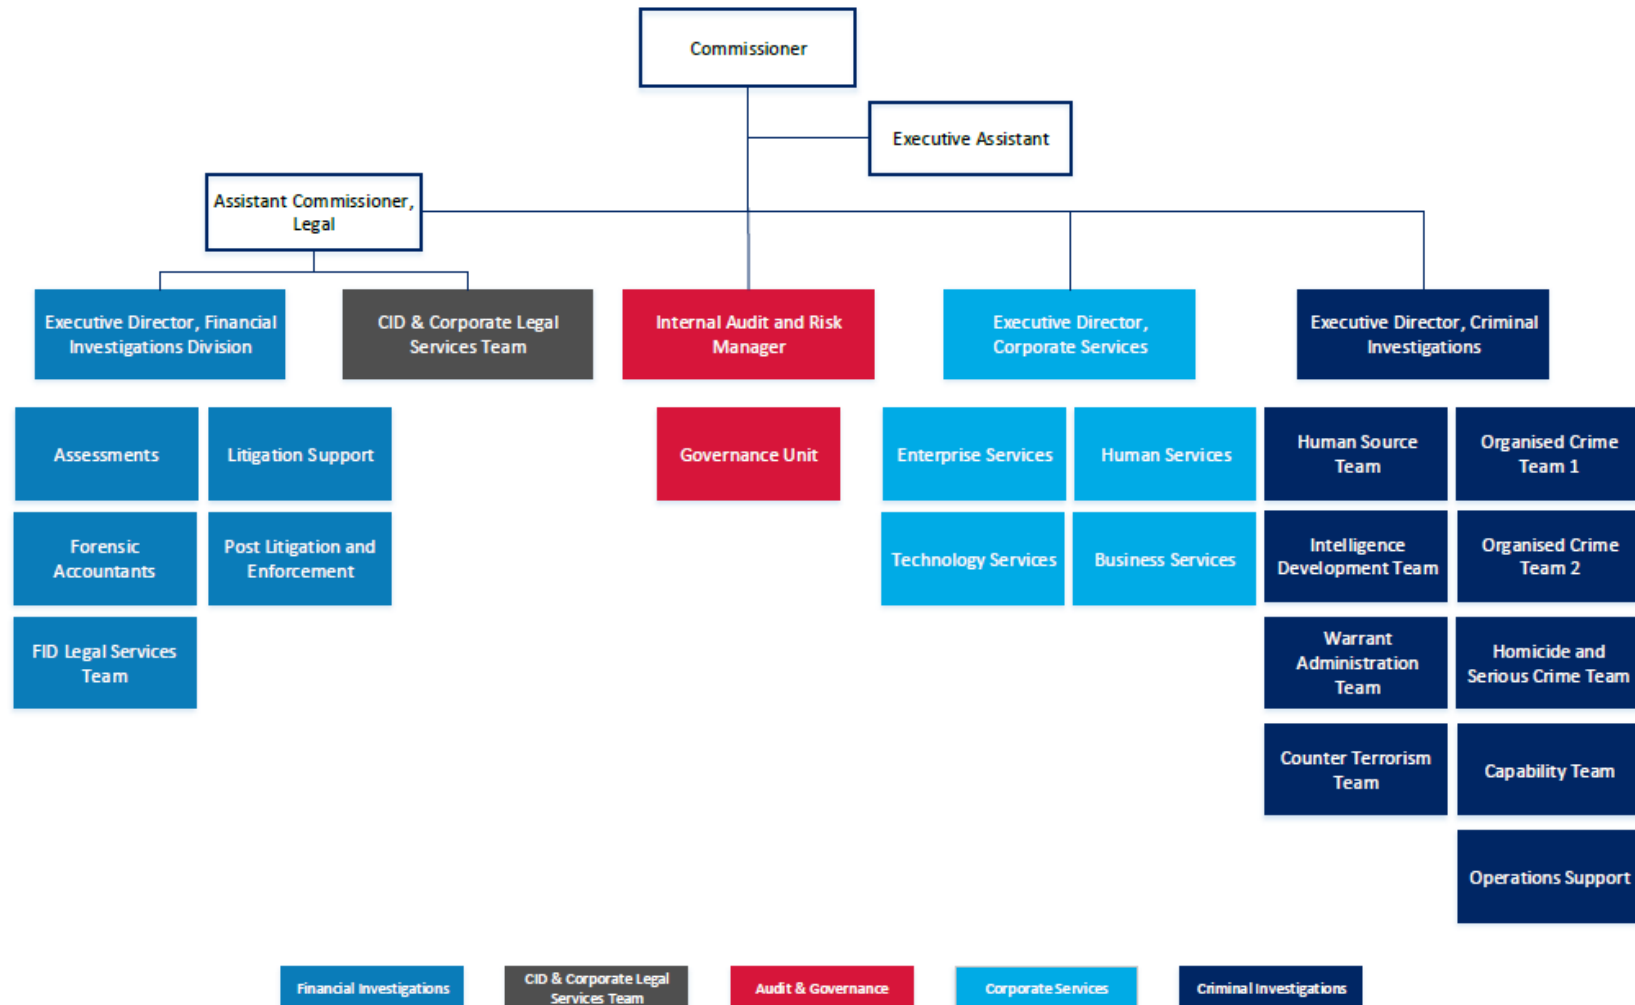 Commissioner
Executive Assistant
Assistant Commissioner,
Legal
Executive Director, Financial
Investigations Division
CID & Corporate Legal
Services Team
Internal Audit and Risk
Manager
Executive Director,
Corporate Services
Executive Director, Criminal
Investigations
Assessments
Litigation Support
Forensic
Accountants
Post Litigation and
Enforcement
FID Legal Services
Team
Governance Unit
Enterprise Services
Human Services
Technology Services
Business Services
Human Source
Team
Organised Crime
Team 1
Intelligence
Development Team
Organised Crime
Team 2
Warrant
Administration
Team
Homicide and
Serious Crime Team
Counter Terrorism
Team
Capability Team
Operations Support
Financial Investigations
CID & Corporate Legal
Services Team
Audit & Governance
Corporate Services
Criminal Investigations